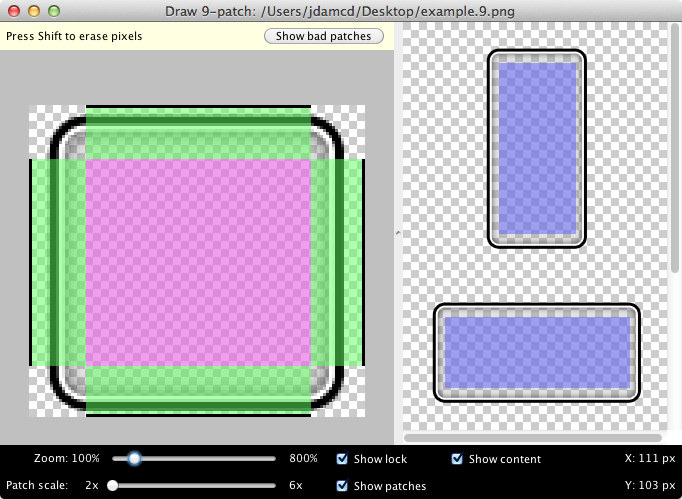 Draw 9-patch: /Users/jdamcd/Desktop/example.9.png
Press Shift to erase pixels
Show bad patches
Zoom: 100% 800% Show lock Show content X: 111 px
Patch scale: 2x 6x Show patches Y: 103 px